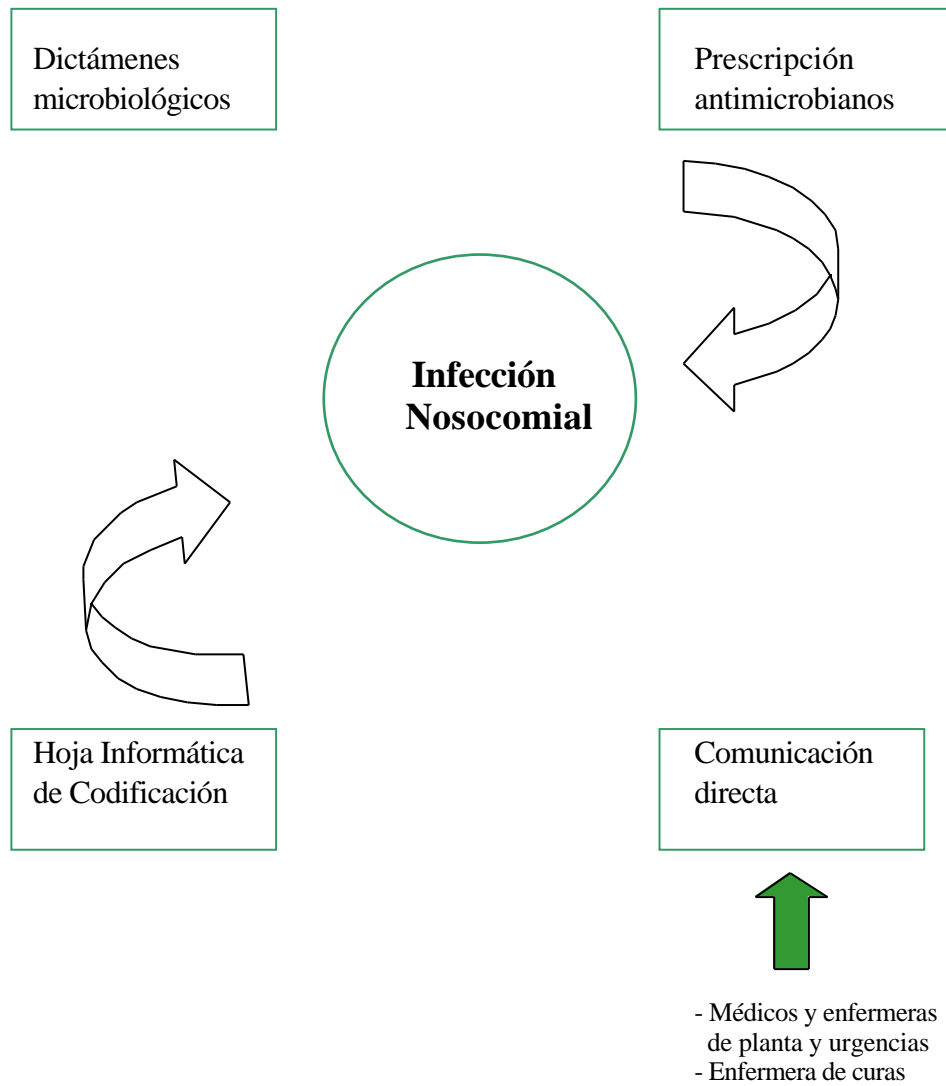 Dictámenes
microbiológicos
Prescripción
antimicrobianos
Infección
Nosocomial
Hoja Informática
de Codificación
Comunicación
directa
- Médicos y enfermeras
de planta y urgencias
- Enfermera de curas